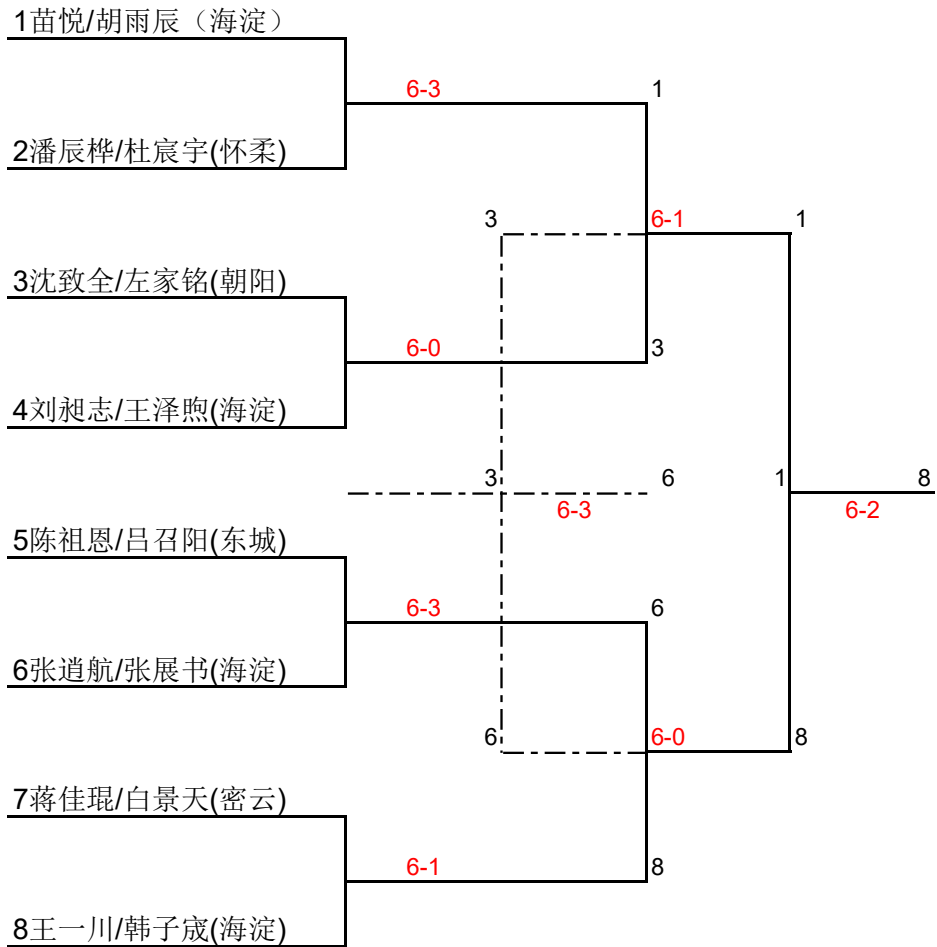 1苗悦/胡雨辰（海淀）
6-3 1
2潘辰桦/杜宸宇(怀柔)
3 6-1 1
3沈致全/左家铭(朝阳)
6-0 3
4刘昶志/王泽煦(海淀)
3 6-3 6 1 6-2 8
5陈祖恩/吕召阳(东城)
6-3 6
6张逍航/张展书(海淀)
6 6-0 8
7蒋佳琨/白景天(密云)
6-1 8
8王一川/韩子宬(海淀)